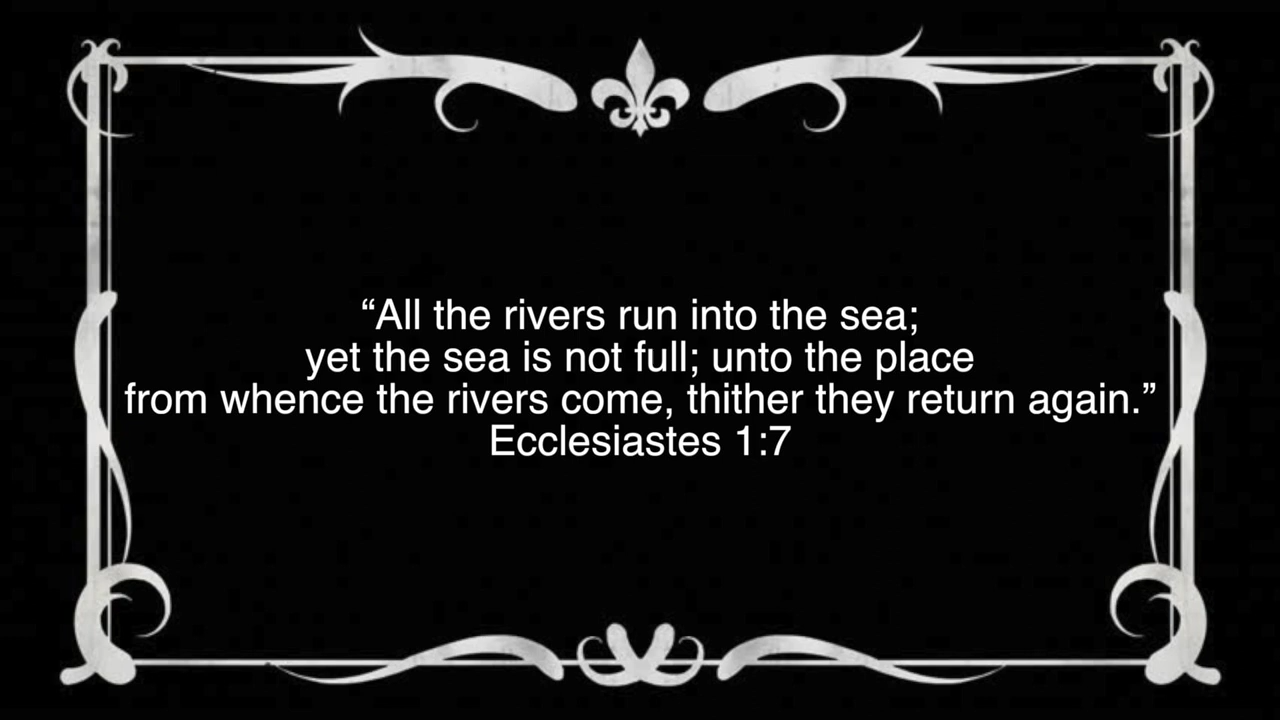 “All the rivers run into the sea;
yet the sea is not full; unto the place
from whence the rivers come, thither they return again.”
Ecclesiastes 1:7